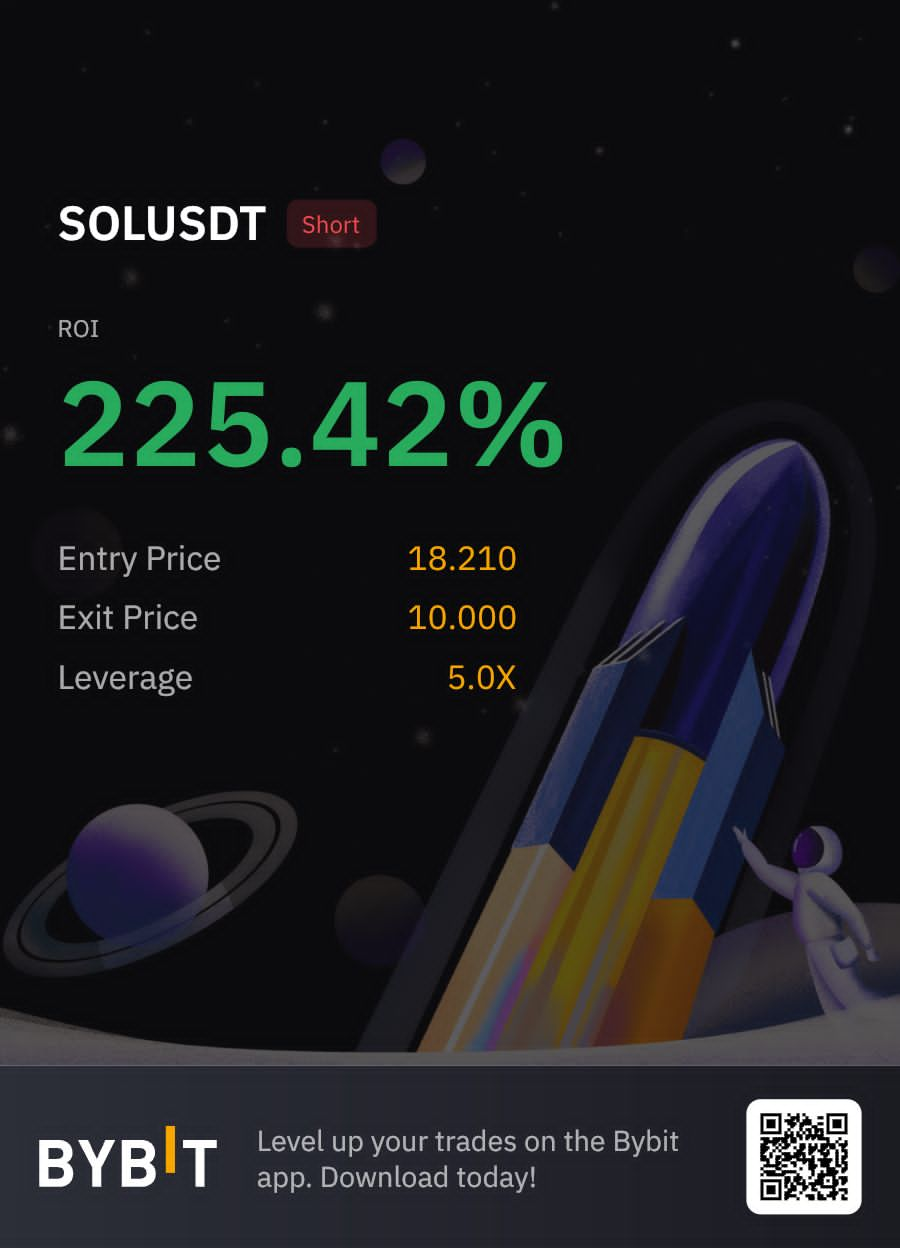 SOLUSDT Short
ROI
225.42%
Entry Price 18.210
Exit Price 10.000
Leverage 5.0X
BYBIT
Level up your trades on the Bybit
app. Download today!